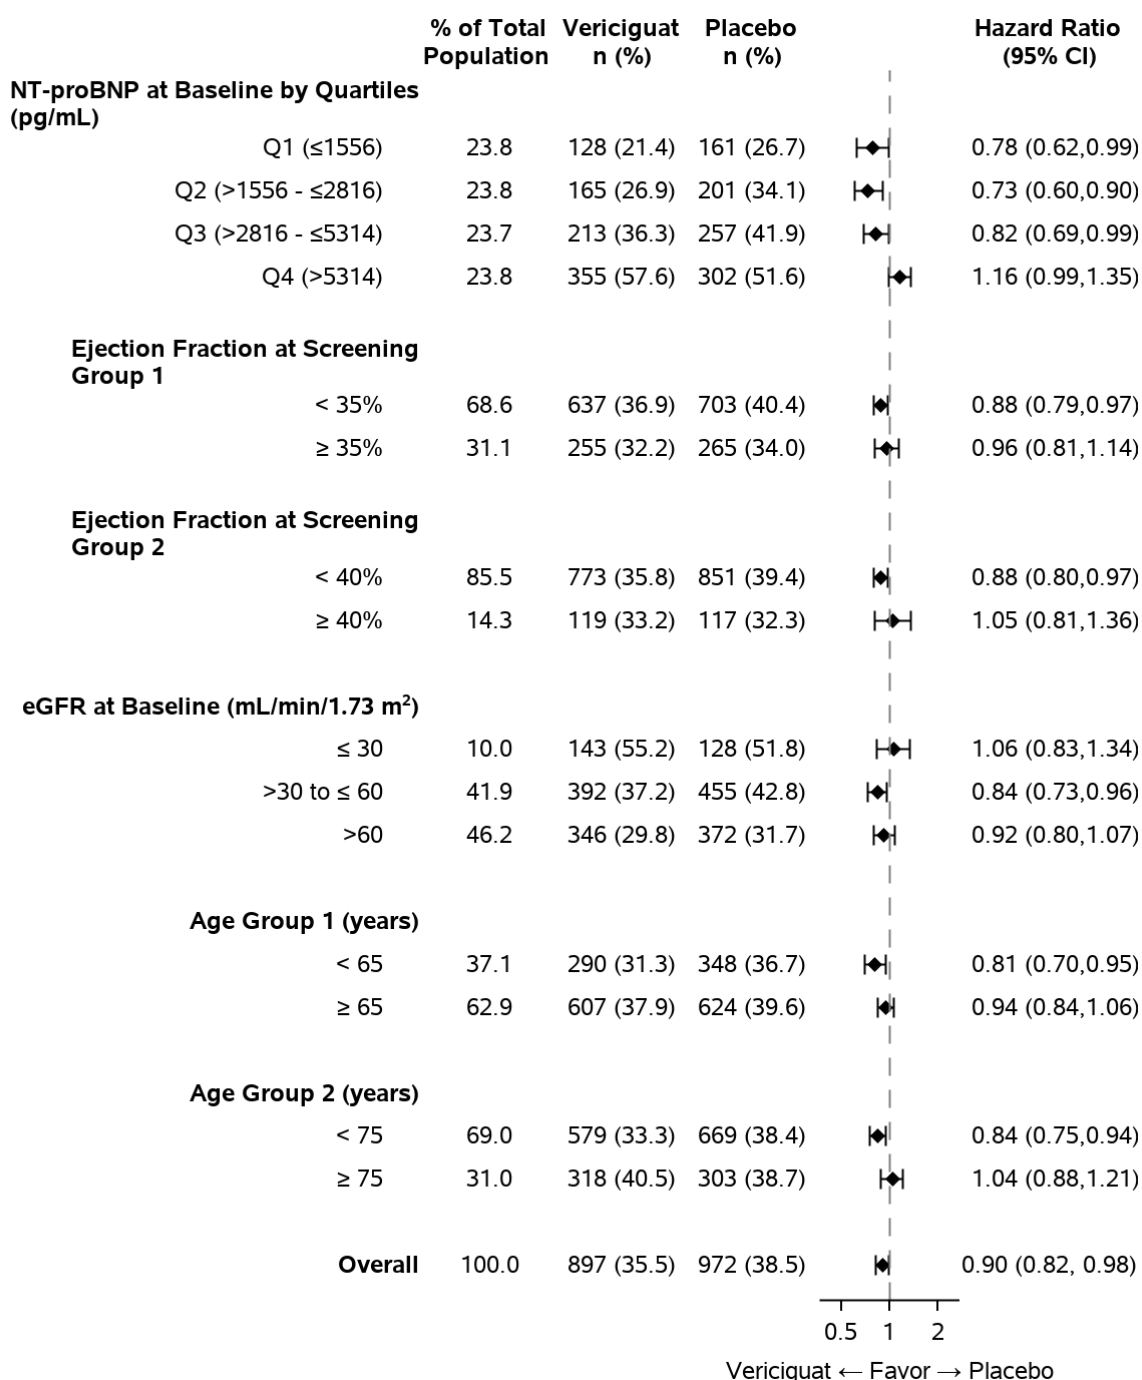 % of Total Vericiguat Placebo Hazard Ratio
Population n (%) n (%) (95% CI)
NT-proBNP at Baseline by Quartiles
(pg/mL)
Q1 (≤1556) 23.8 128 (21.4) 161 (26.7) 0.78 (0.62,0.99)
Q2 (>1556 - ≤2816) 23.8 165 (26.9) 201 (34.1) 0.73 (0.60,0.90)
Q3 (>2816 - ≤5314) 23.7 213 (36.3) 257 (41.9) 0.82 (0.69,0.99)
Q4 (>5314) 23.8 355 (57.6) 302 (51.6) 1.16 (0.99,1.35)
Ejection Fraction at Screening
Group 1
< 35% 68.6 637 (36.9) 703 (40.4) 0.88 (0.79,0.97)
≥ 35% 31.1 255 (32.2) 265 (34.0) 0.96 (0.81,1.14)
Ejection Fraction at Screening
Group 2
< 40% 85.5 773 (35.8) 851 (39.4) 0.88 (0.80,0.97)
≥ 40% 14.3 119 (33.2) 117 (32.3) 1.05 (0.81,1.36)
eGFR at Baseline (mL/min/1.73 m²)
≤ 30 10.0 143 (55.2) 128 (51.8) 1.06 (0.83,1.34)
>30 to ≤ 60 41.9 392 (37.2) 455 (42.8) 0.84 (0.73,0.96)
>60 46.2 346 (29.8) 372 (31.7) 0.92 (0.80,1.07)
Age Group 1 (years)
< 65 37.1 290 (31.3) 348 (36.7) 0.81 (0.70,0.95)
≥ 65 62.9 607 (37.9) 624 (39.6) 0.94 (0.84,1.06)
Age Group 2 (years)
< 75 69.0 579 (33.3) 669 (38.4) 0.84 (0.75,0.94)
≥ 75 31.0 318 (40.5) 303 (38.7) 1.04 (0.88,1.21)
Overall 100.0 897 (35.5) 972 (38.5) 0.90 (0.82, 0.98)
0.5 1 2
Vericiguat ← Favor → Placebo